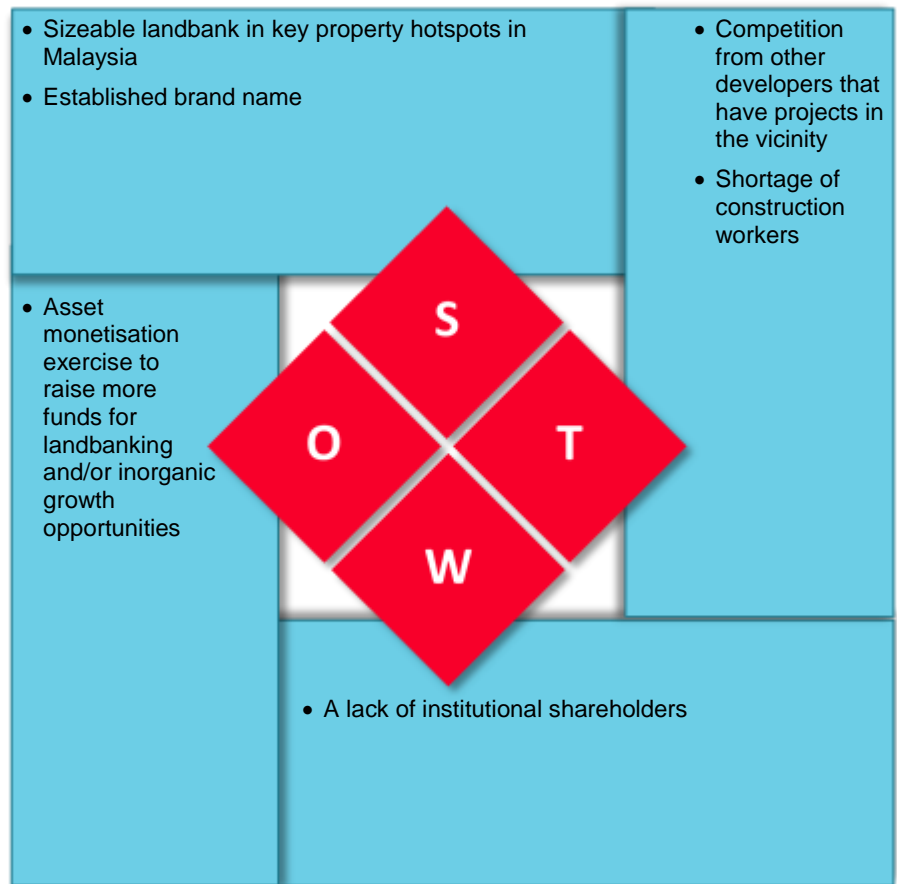 • Sizeable landbank in key property hotspots in
Malaysia
• Established brand name
• Competition
from other
developers that
have projects in
the vicinity
• Shortage of
construction
workers
• Asset
monetisation
exercise to
raise more
funds for
landbanking
and/or inorganic
growth
opportunities
S
O
T
W
• A lack of institutional shareholders